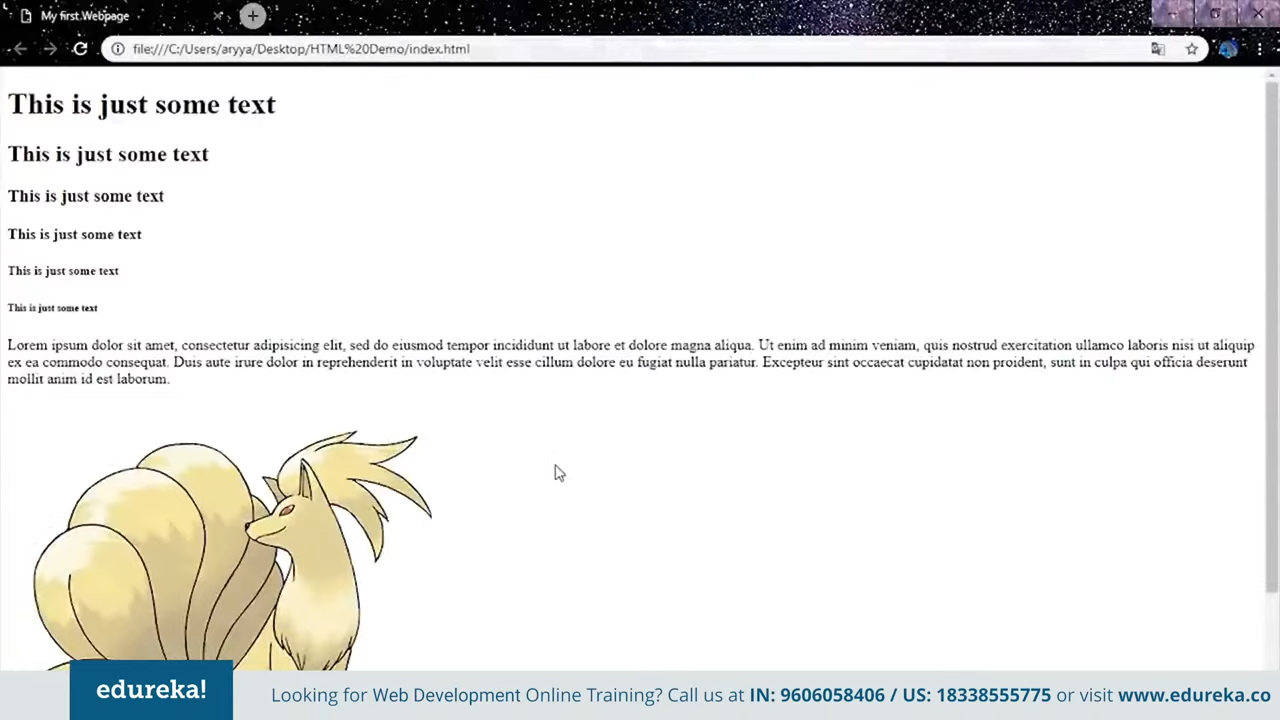 My first Webpage
file:///C:/Users/aryya/Desktop/HTML%20Demo/index.html
This is just some text
This is just some text
This is just some text
This is just some text
This is just some text
This is just some text
Lorem ipsum dolor sit amet, consectetur adipisicing elit, sed do eiusmod tempor incididunt ut labore et dolore magna aliqua. Ut enim ad minim veniam, quis nostrud exercitation ullamco laboris nisi ut aliquip
ex ea commodo consequat. Duis aute irure dolor in reprehenderit in voluptate velit esse cillum dolore eu fugiat nulla pariatur. Excepteur sint occaecat cupidatat non proident, sunt in culpa qui officia deserunt
mollit anim id est laborum.
edureka!
Looking for Web Development Online Training? Call us at IN: 9606058406 / US: 18338555775 or visit www.edureka.co